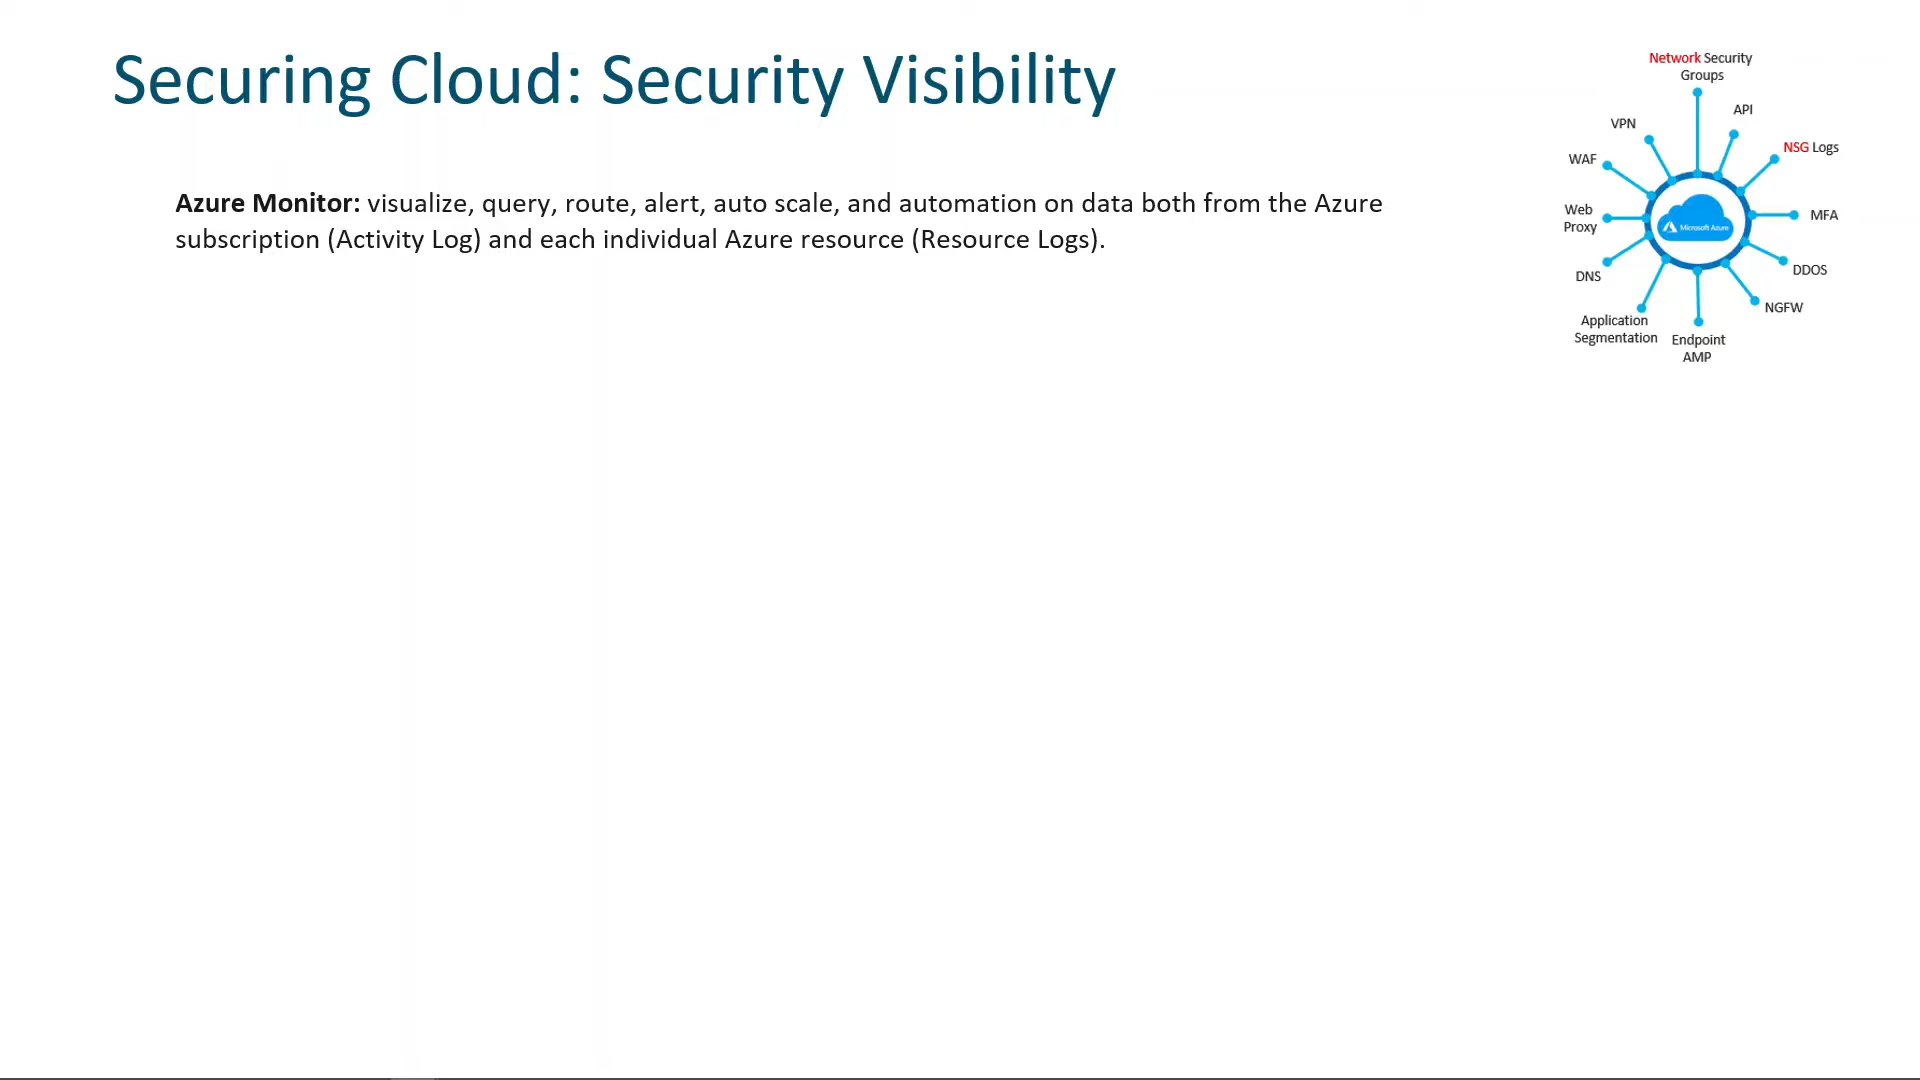 Securing Cloud: Security Visibility
Azure Monitor: visualize, query, route, alert, auto scale, and automation on data both from the Azure
subscription (Activity Log) and each individual Azure resource (Resource Logs).
Network Security
Groups
API
VPN
NSG Logs
WAF
Web
Proxy
MFA
Microsoft Azure
DNS
DDOS
NGFW
Application
Segmentation
Endpoint
AMP